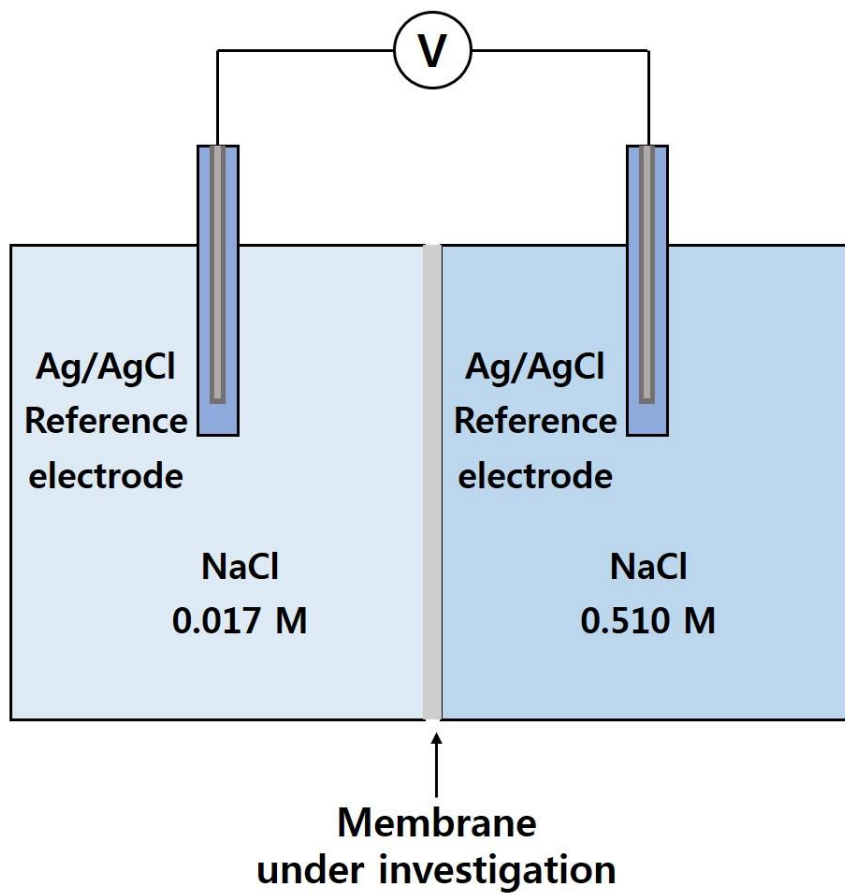 V
Ag/AgCl
Reference
electrode
NaCl
0.017 M
Ag/AgCl
Reference
electrode
NaCl
0.510 M
Membrane
under investigation